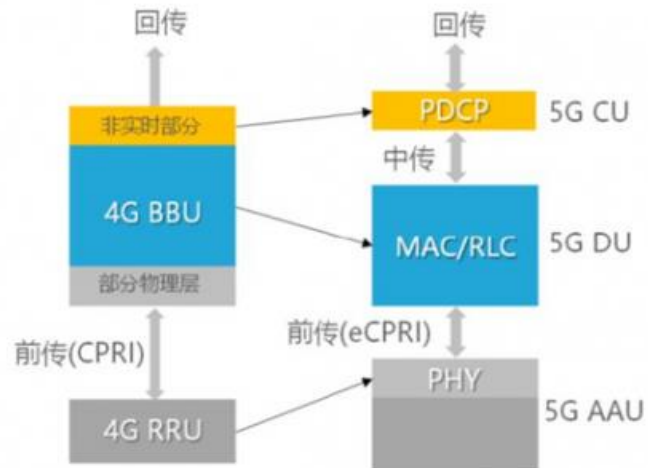 回传
非实时部分
4G BBU
部分物理层
前传(CPRI)
4G RRU
回传
PDCP
5G CU
中传
MAC/RLC
5G DU
前传(eCPRI)
PHY
5G AAU